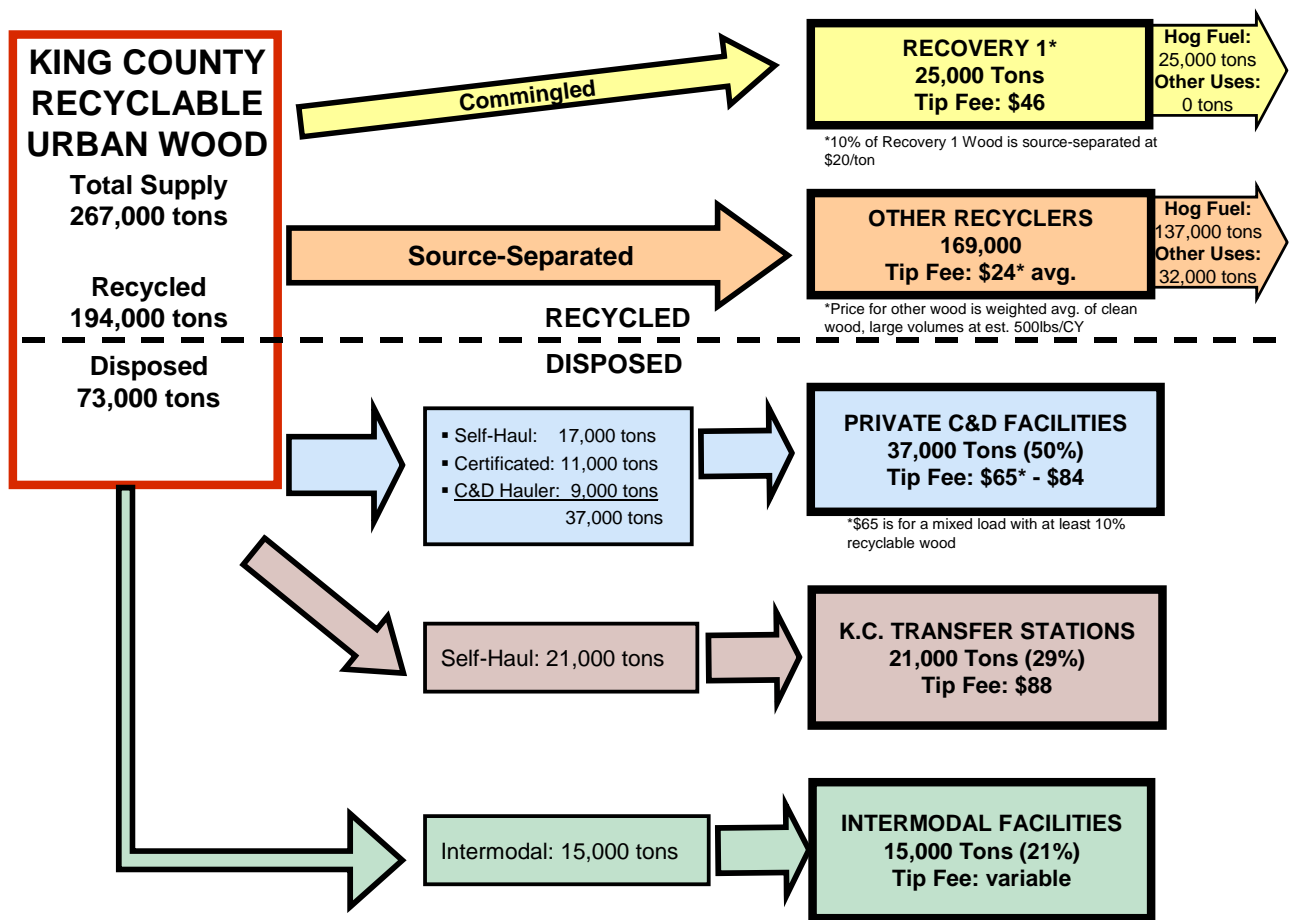 KING COUNTY
RECYCLABLE
URBAN WOOD
Total Supply
267,000 tons
Recycled
194,000 tons
Disposed
73,000 tons
Commingled
RECOVERY 1*
25,000 Tons
Tip Fee: $46
Hog Fuel:
25,000 tons
Other Uses:
0 tons
*10% of Recovery 1 Wood is source-separated at
$20/ton
Source-Separated
OTHER RECYCLERS
169,000
Tip Fee: $24* avg.
Hog Fuel:
137,000 tons
Other Uses:
32,000 tons
*Price for other wood is weighted avg. of clean
wood, large volumes at est. 500lbs/CY
RECYCLED
DISPOSED
▪ Self-Haul: 17,000 tons
▪ Certificated: 11,000 tons
▪ C&D Hauler: 9,000 tons
37,000 tons
PRIVATE C&D FACILITIES
37,000 Tons (50%)
Tip Fee: $65* - $84
*$65 is for a mixed load with at least 10%
recyclable wood
Self-Haul: 21,000 tons
K.C. TRANSFER STATIONS
21,000 Tons (29%)
Tip Fee: $88
Intermodal: 15,000 tons
INTERMODAL FACILITIES
15,000 Tons (21%)
Tip Fee: variable